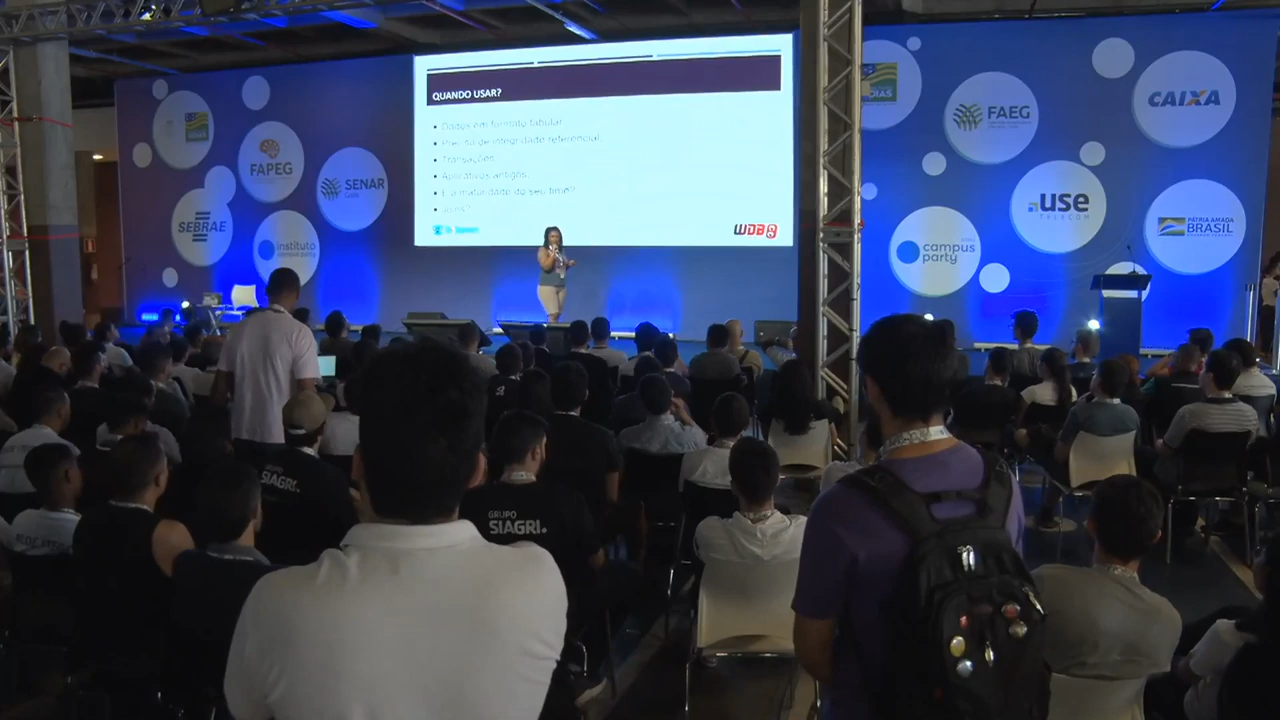 QUANDO USAR?
Dados em formato tabular
Precisa de integridade referencial
Transações
Aplicativos antigos
E a maturidade do seu time?
WDB
GOIÁS
FAPEG
SENAR
SEBRAE
instituto
campus party
FAEG
CAIXA
use
TELECOM
campus
party
PÁTRIA AMADA
BRASIL
GRUPO
SIAGRI.
GRUPO
SIAGRI.